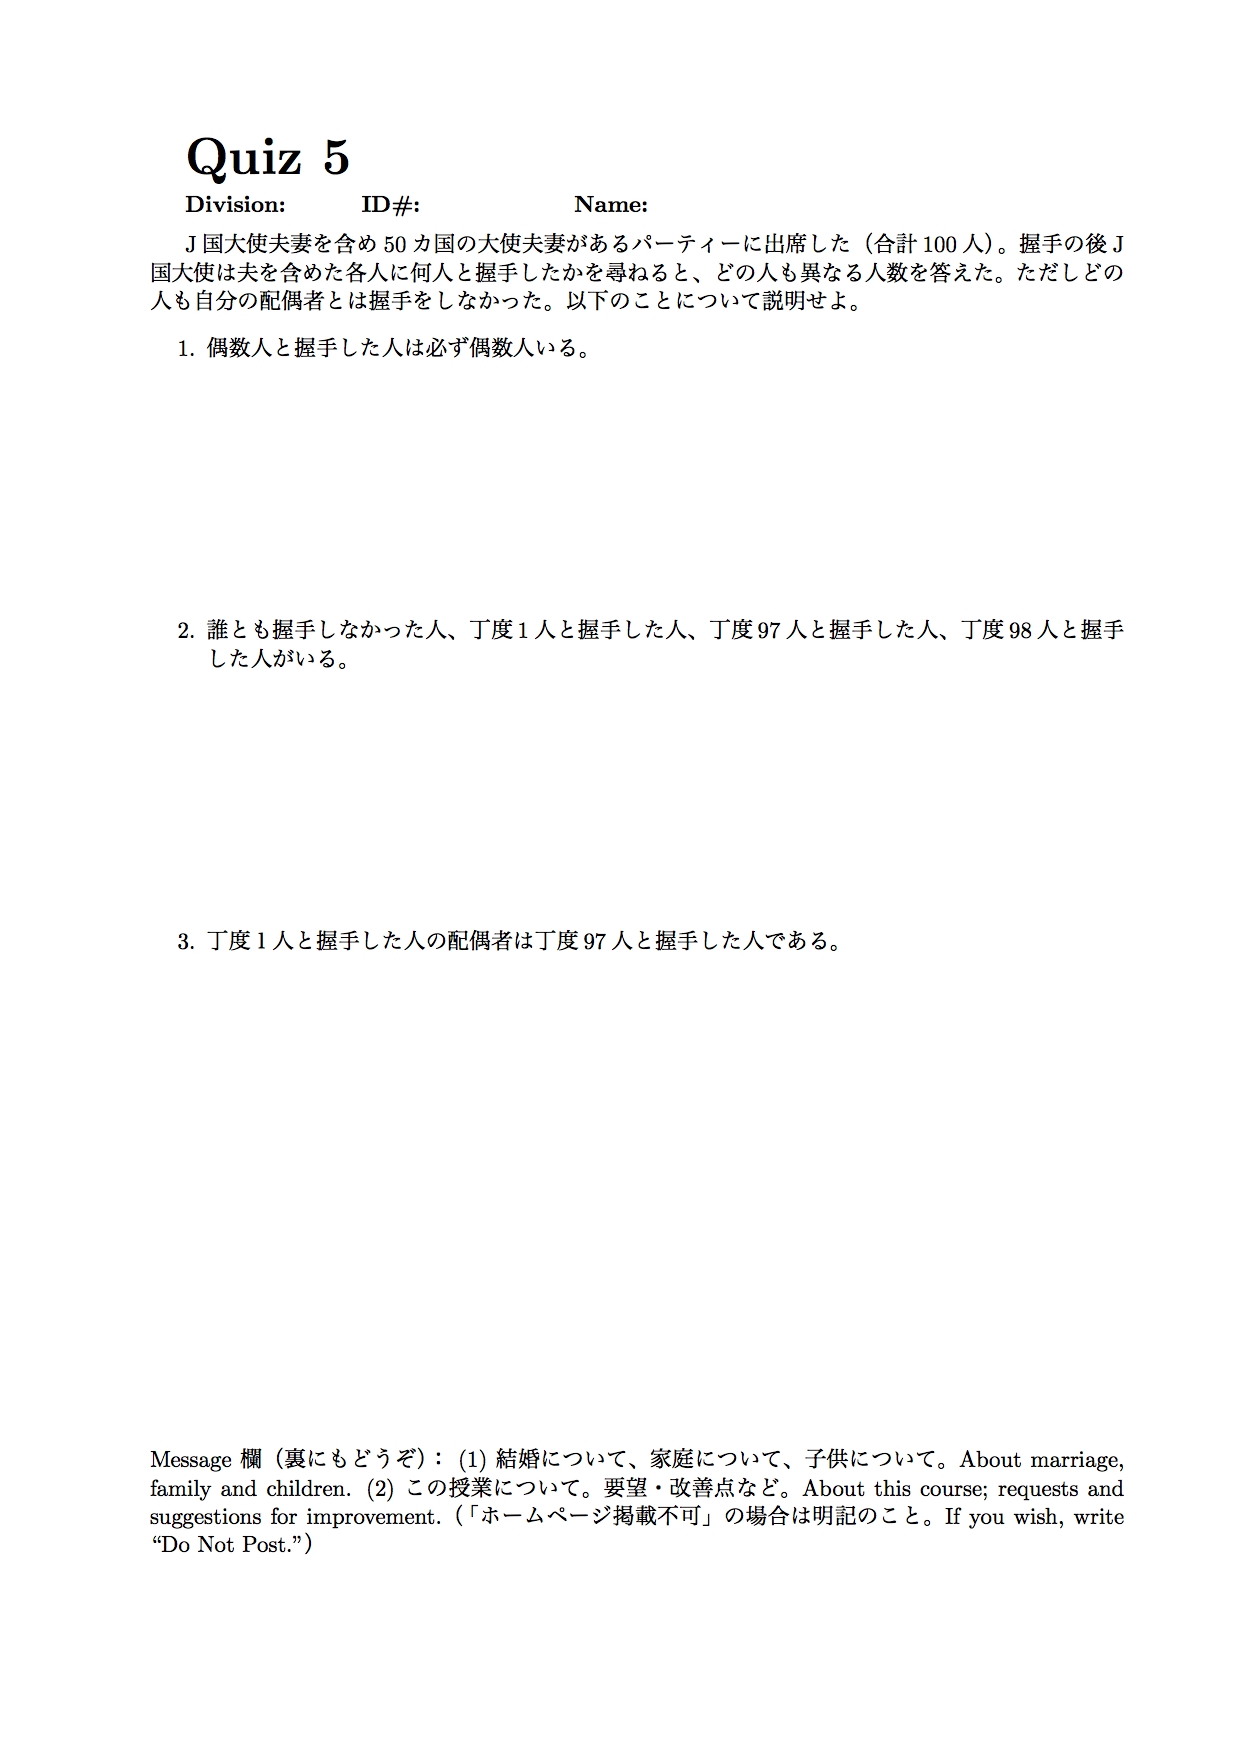 Quiz 5
Division: ID#: Name:
J 国大使夫妻を含め 50 カ国の大使夫妻があるパーティーに出席した（合計 100 人）。握手の後 J
国大使は夫を含めた各人に何人と握手したかを尋ねると、どの人も異なる人数を答えた。ただしどの
人も自分の配偶者とは握手をしなかった。以下のことについて説明せよ。
1. 偶数人と握手した人は必ず偶数人いる。
2. 誰とも握手しなかった人、丁度 1 人と握手した人、丁度 97 人と握手した人、丁度 98 人と握手
した人がいる。
3. 丁度 1 人と握手した人の配偶者は丁度 97 人と握手した人である。
Message 欄（裏にもどうぞ）: (1) 結婚について、家庭について、子供について。About marriage,
family and children. (2) この授業について。要望・改善点など。About this course; requests and
suggestions for improvement.（「ホームページ掲載不可」の場合は明記のこと。If you wish, write
“Do Not Post.”）